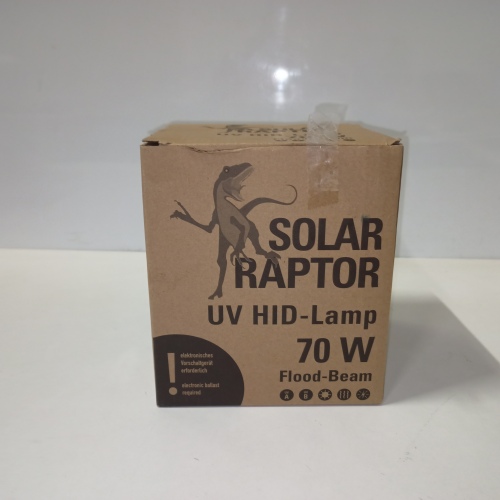 SOLAR
RAPTOR
UV HID-Lamp
70 W
Flood-Beam
!
elektronisches
Vorschaltgerät
erforderlich
electronic ballast
required